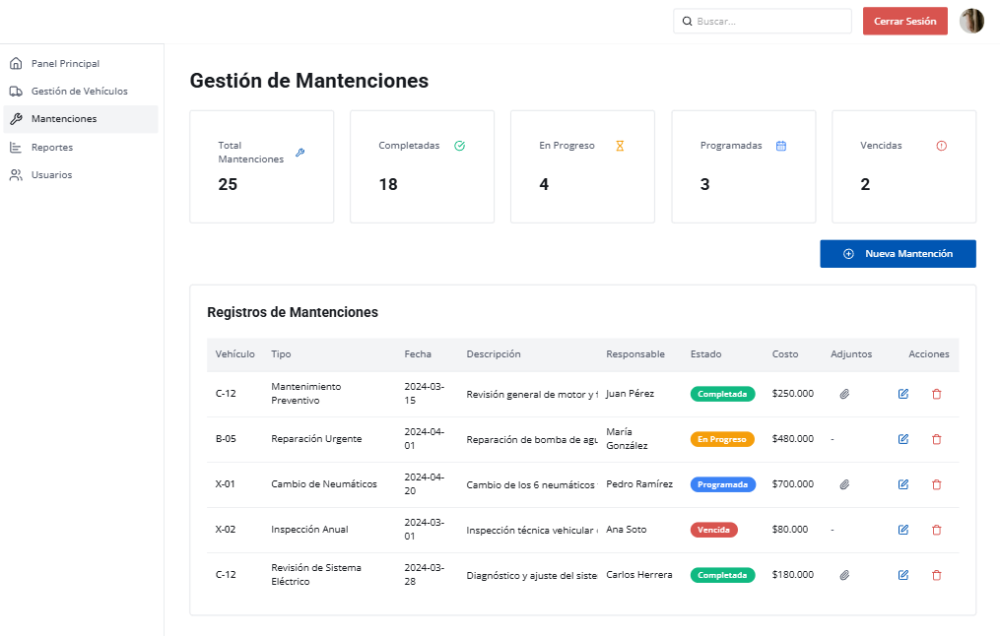 Buscar...
Cerrar Sesión
Panel Principal
Gestión de Vehículos
Mantenciones
Reportes
Usuarios
Gestión de Mantenciones
Total
Mantenciones
25
Completadas
18
En Progreso
4
Programadas
3
Vencidas
2
Nueva Mantención
Registros de Mantenciones
Vehículo Tipo Fecha Descripción Responsable Estado Costo Adjuntos Acciones
C-12 Mantenimiento Preventivo 2024-03-15 Revisión general de motor y Juan Pérez Completada $250.000
B-05 Reparación Urgente 2024-04-01 Reparación de bomba de agu María González En Progreso $480.000 -
X-01 Cambio de Neumáticos 2024-04-20 Cambio de los 6 neumáticos Pedro Ramírez Programada $700.000
X-02 Inspección Anual 2024-03-01 Inspección técnica vehicular Ana Soto Vencida $80.000 -
C-12 Revisión de Sistema Eléctrico 2024-03-28 Diagnóstico y ajuste del siste Carlos Herrera Completada $180.000